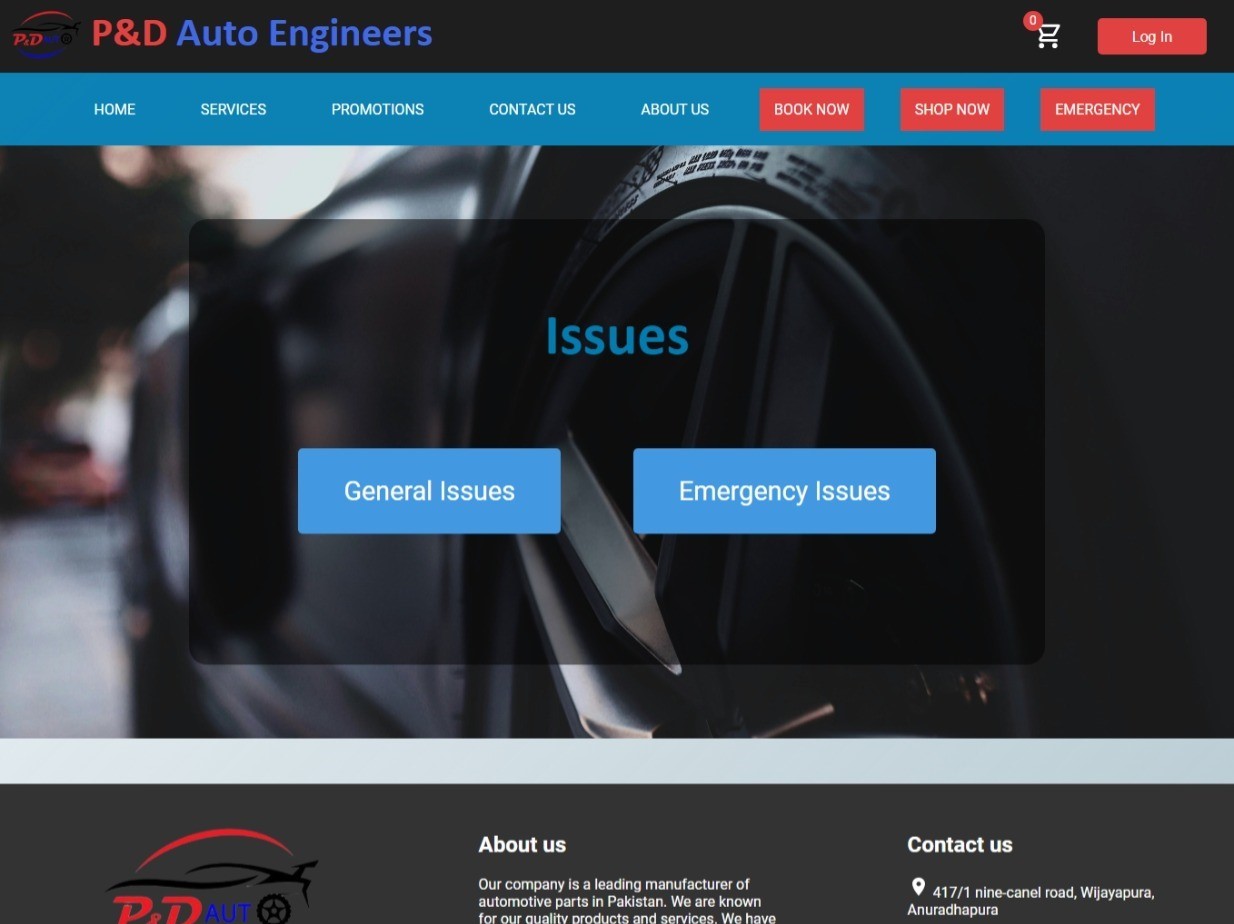 P&D AUTO
P&D Auto Engineers
0
Log In
HOME
SERVICES
PROMOTIONS
CONTACT US
ABOUT US
BOOK NOW
SHOP NOW
EMERGENCY
Issues
General Issues
Emergency Issues
P&D AUT
About us
Our company is a leading manufacturer of
automotive parts in Pakistan. We are known
for our quality products and services. We have
Contact us
417/1 nine-canel road, Wijayapura,
Anuradhapura